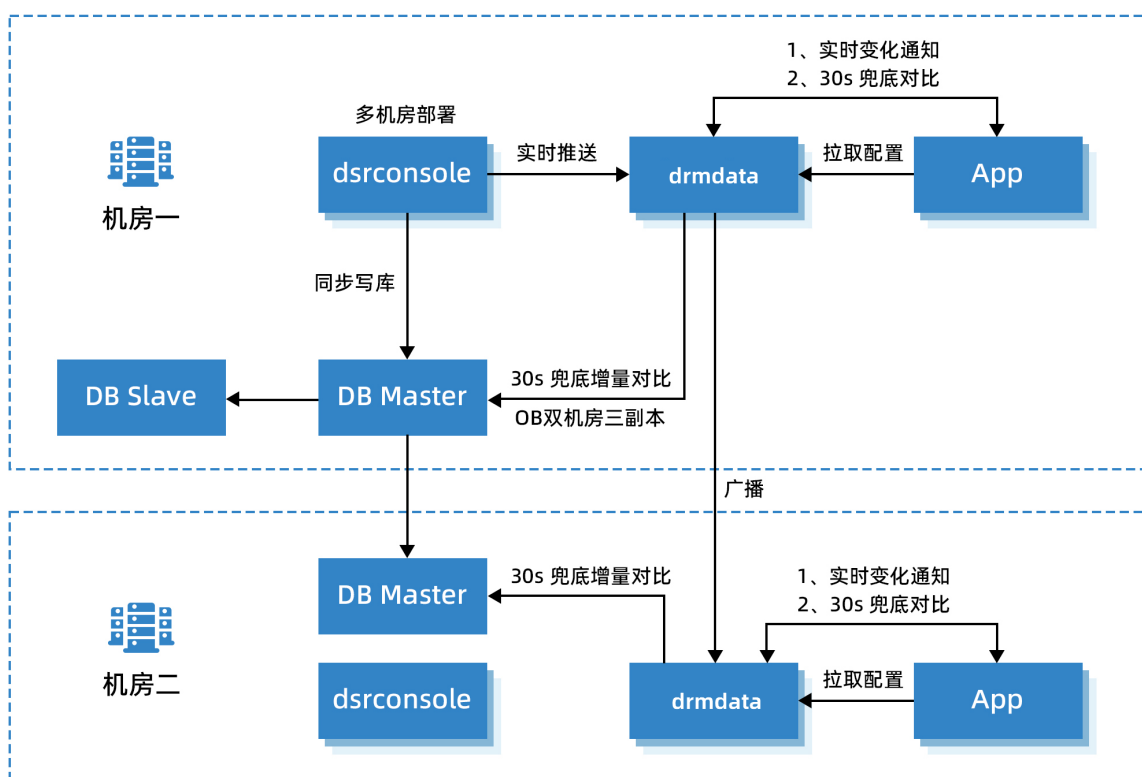 1、实时变化通知
2、30s 兜底对比
多机房部署
dsrconsole
实时推送
drmdata
拉取配置
App
机房一
同步写库
DB Slave
DB Master
30s 兜底增量对比
OB双机房三副本
广播
DB Master
30s 兜底增量对比
1、实时变化通知
2、30s 兜底对比
机房二
dsrconsole
drmdata
拉取配置
App